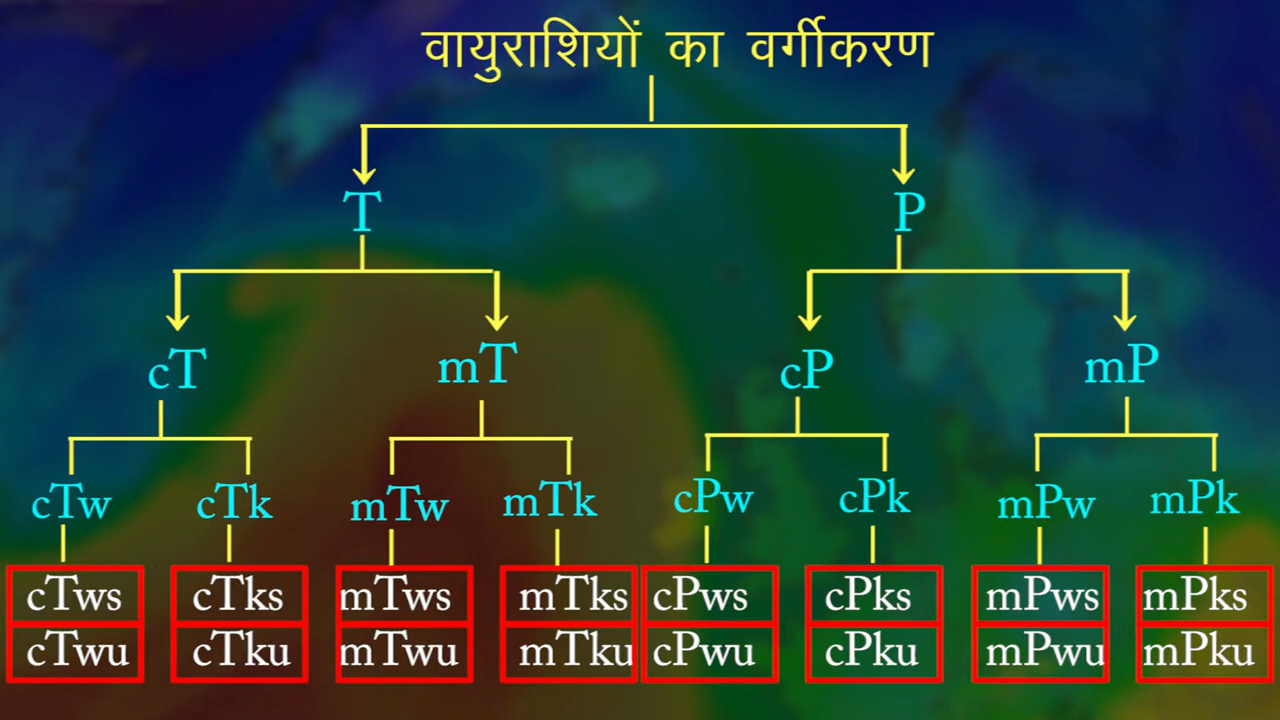 वायुराशियों का वर्गीकरण
T P
cT mT cP mP
cTw cTk mTw mTk cPw cPk mPw mPk
cTws cTks mTws mTks cPws cPks mPws mPks
cTwu cTku mTwu mTku cPwu cPku mPwu mPku